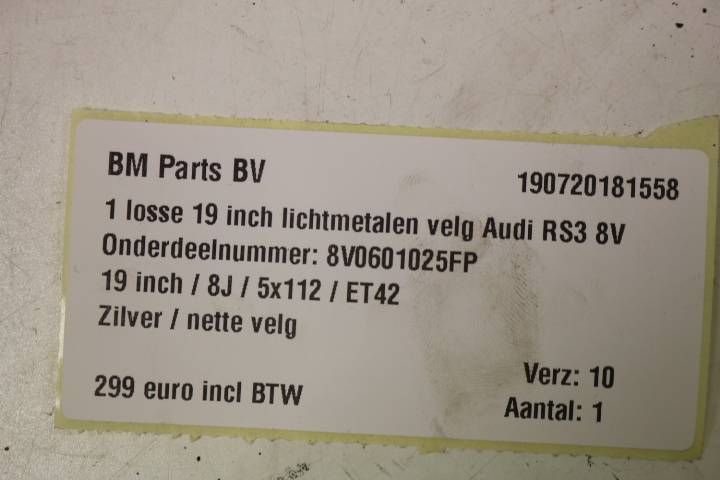 BM Parts BV 190720181558
1 losse 19 inch lichtmetalen velg Audi RS3 8V
Onderdeelnummer: 8V0601025FP
19 inch / 8J / 5x112 / ET42
Zilver / nette velg
Verz: 10
299 euro incl BTW
Aantal: 1